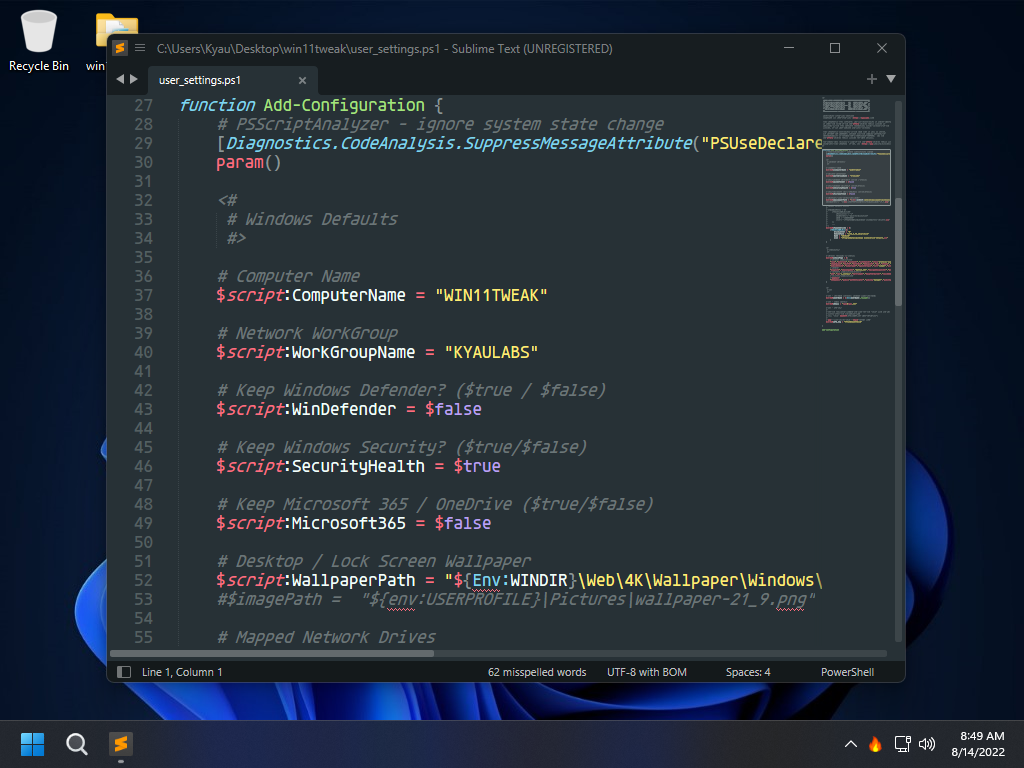 Recycle Bin
win
C:\Users\Kyau\Desktop\win11tweak\user_settings.ps1 - Sublime Text (UNREGISTERED)
user_settings.ps1
27 function Add-Configuration {
28 # PSScriptAnalyzer - ignore system state change
29 [Diagnostics.CodeAnalysis.SuppressMessageAttribute("PSUseDeclare
30 param()
31
32 <#
33 # Windows Defaults
34 #>
35
36 # Computer Name
37 $script:ComputerName = "WIN11TWEAK"
38
39 # Network WorkGroup
40 $script:WorkGroupName = "KYAULABS"
41
42 # Keep Windows Defender? ($true / $false)
43 $script:WinDefender = $false
44
45 # Keep Windows Security? ($true/$false)
46 $script:SecurityHealth = $true
47
48 # Keep Microsoft 365 / OneDrive ($true/$false)
49 $script:Microsoft365 = $false
50
51 # Desktop / Lock Screen Wallpaper
52 $script:WallpaperPath = "${Env:WINDIR}\Web\4K\Wallpaper\Windows\
53 #$imagePath =  "${env:USERPROFILE}|Pictures|wallpaper-21_9.png"
54
55 # Mapped Network Drives
Line 1, Column 1
62 misspelled words
UTF-8 with BOM
Spaces: 4
PowerShell
8:49 AM
8/14/2022